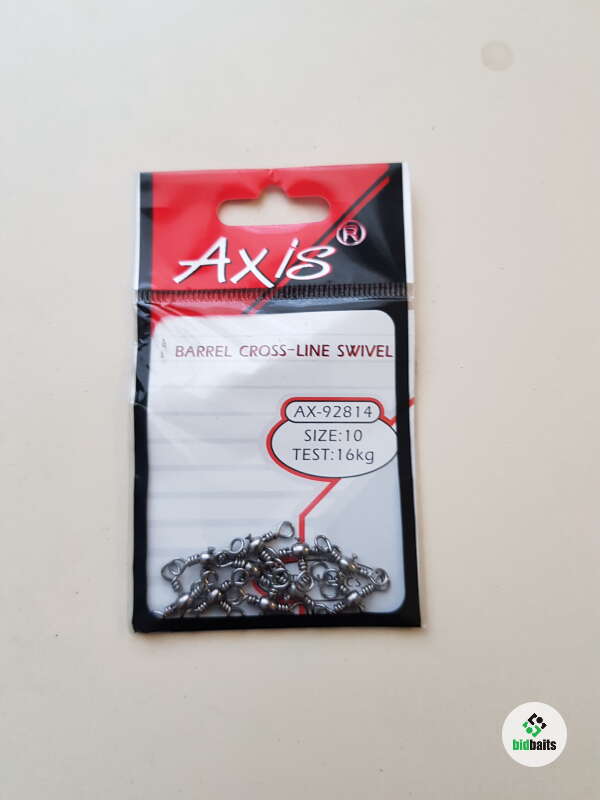 Axis®
BARREL CROSS-LINE SWIVEL
AX-92814
SIZE:10
TEST:16kg
bidbaits